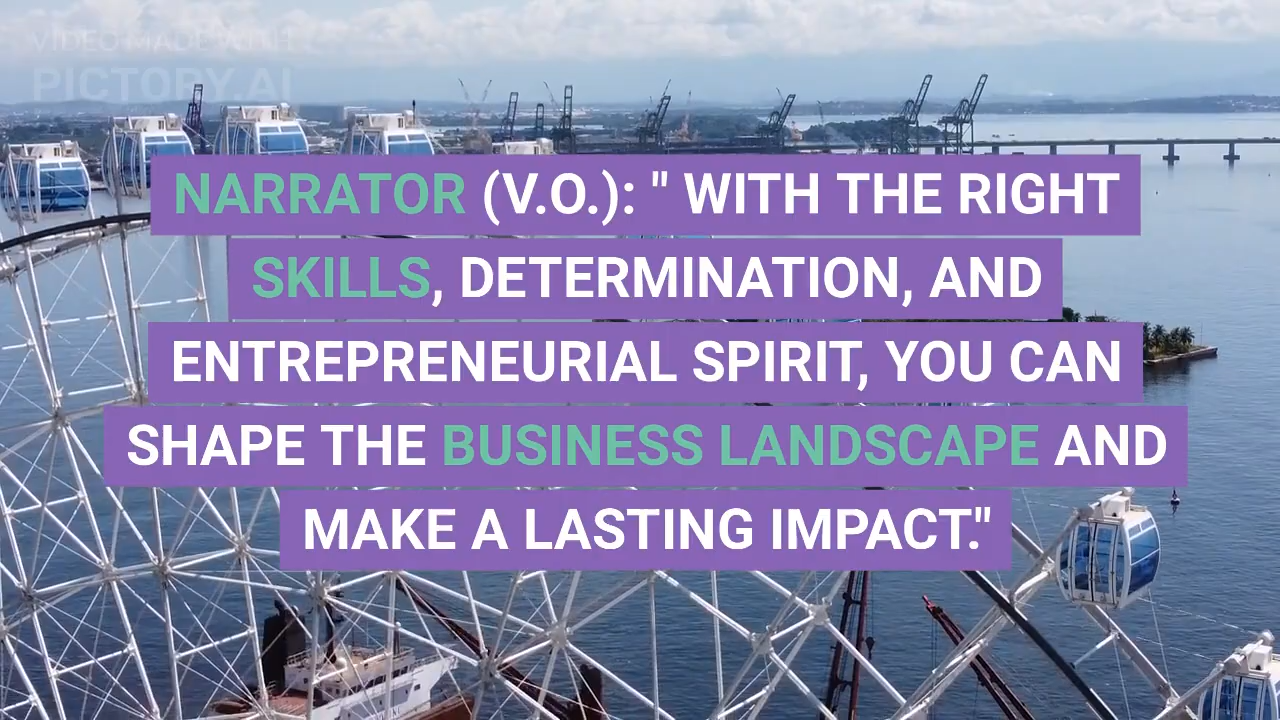 VIDEO MADE WITH
PICTORY.AI
NARRATOR (V.O.): " WITH THE RIGHT
SKILLS, DETERMINATION, AND
ENTREPRENEURIAL SPIRIT, YOU CAN
SHAPE THE BUSINESS LANDSCAPE AND
MAKE A LASTING IMPACT."